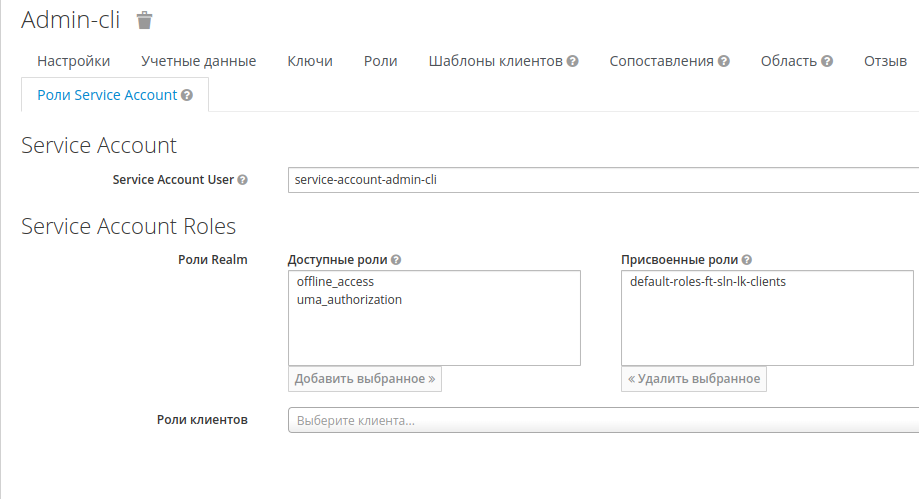 Admin-cli
Настройки Учетные данные Ключи Роли Шаблоны клиентов Сопоставления Область Отзыв
Роли Service Account
Service Account
Service Account User service-account-admin-cli
Service Account Roles
Роли Realm Доступные роли Присвоенные роли
offline_access default-roles-ft-sln-lk-clients
uma_authorization
Добавить выбранное » « Удалить выбранное
Роли клиентов Выберите клиента...